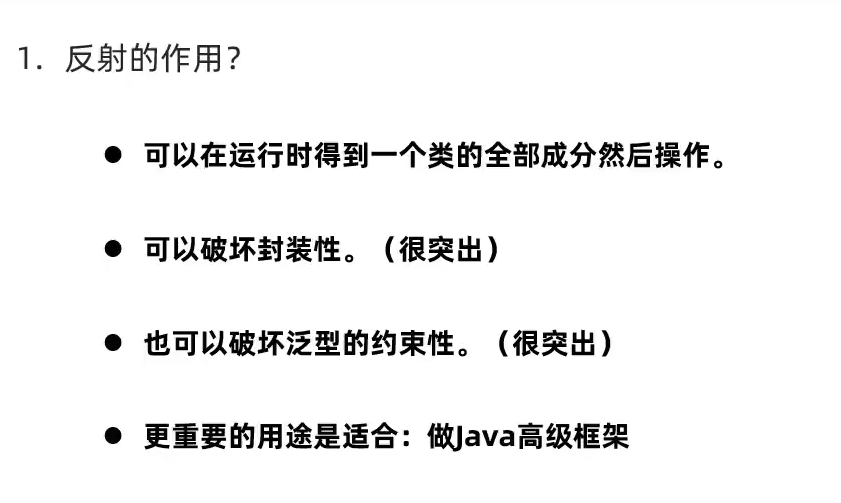 1. 反射的作用？
● 可以在运行时得到一个类的全部成分然后操作。
● 可以破坏封装性。（很突出）
● 也可以破坏泛型的约束性。（很突出）
● 更重要的用途是适合：做Java高级框架